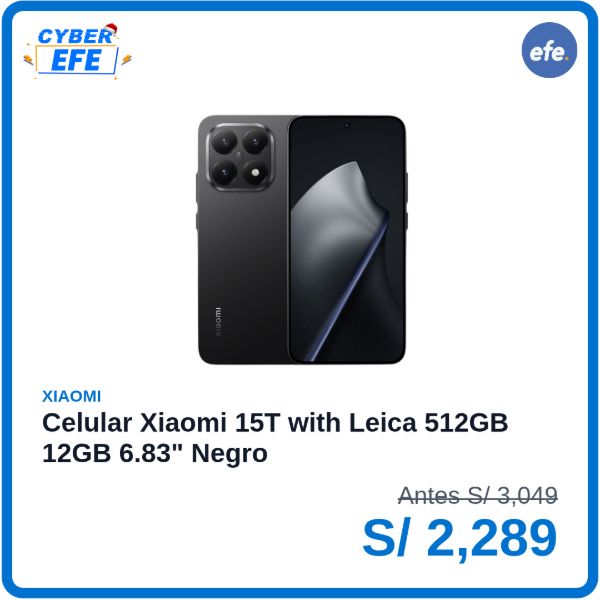 CYBER
EFE
efe.
xiaomi
XIAOMI
Celular Xiaomi 15T with Leica 512GB
12GB 6.83" Negro
Antes S/ 3,049
S/ 2,289